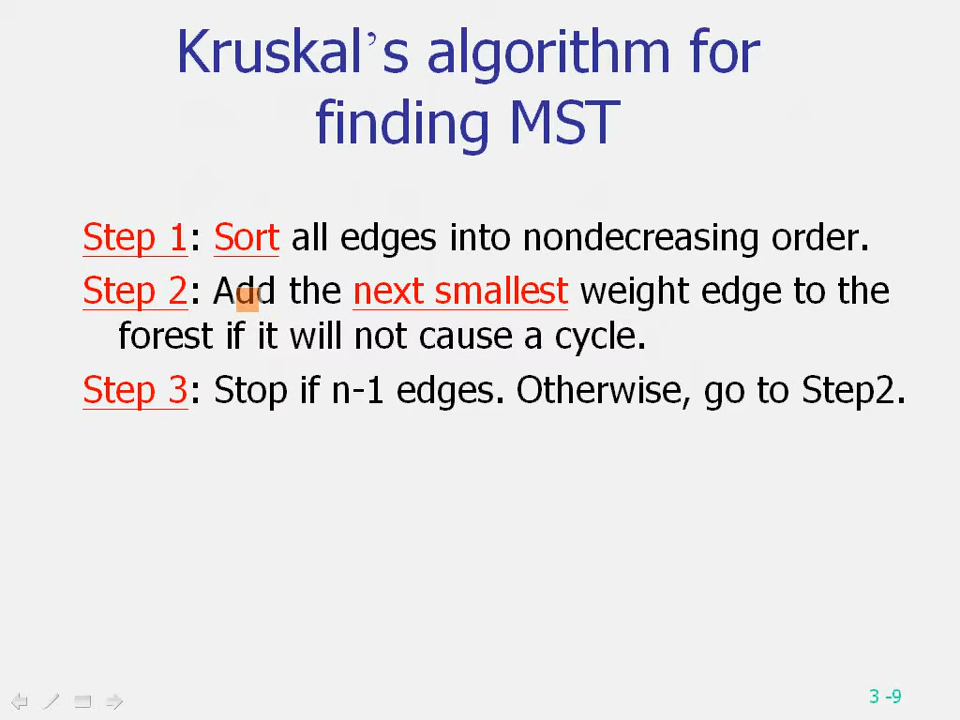 Kruskal’s algorithm for
finding MST
Step 1: Sort all edges into nondecreasing order.
Step 2: Add the next smallest weight edge to the
forest if it will not cause a cycle.
Step 3: Stop if n-1 edges. Otherwise, go to Step2.
3 -9